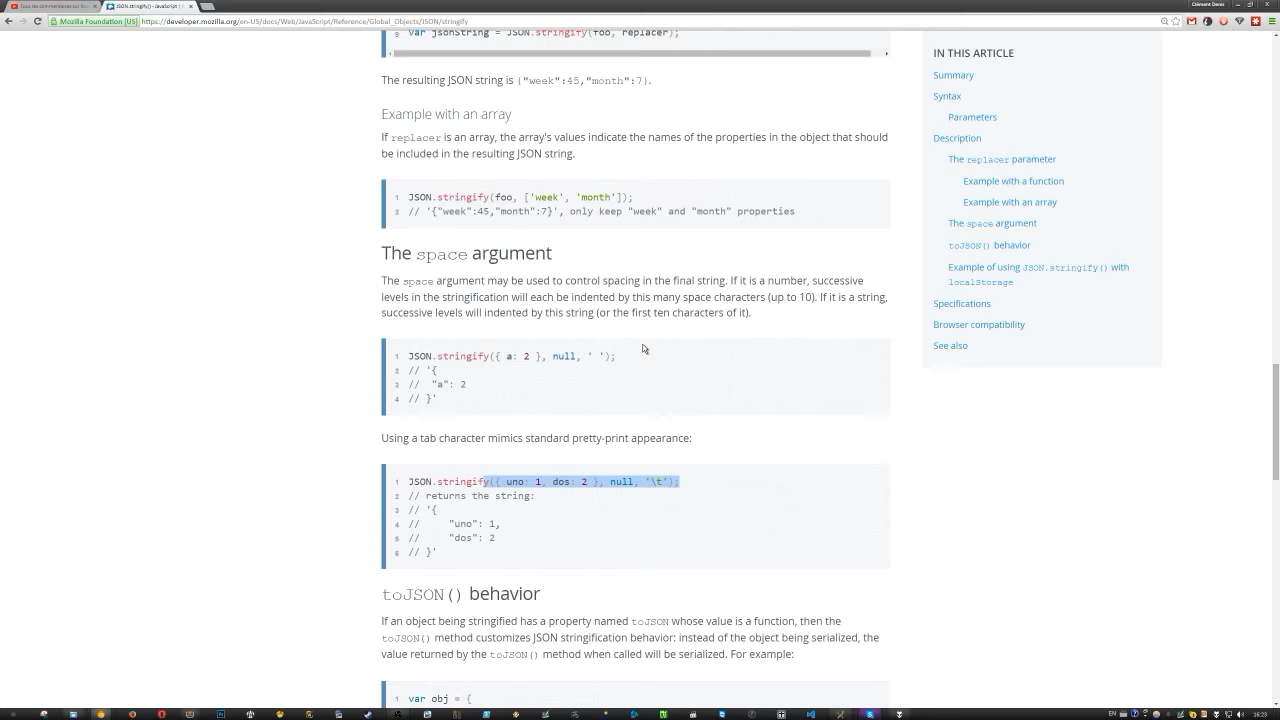 Clément Denis
Tous les commentaires sur
JSON.stringify() - JavaScript
Mozilla Foundation [US]
https://developer.mozilla.org/en-US/docs/Web/JavaScript/Reference/Global_Objects/JSON/stringify
5 var jsonString = JSON.stringify(foo, replacer);
The resulting JSON string is {"week":45,"month":7}.
Example with an array
If replacer is an array, the array's values indicate the names of the properties in the object that should
be included in the resulting JSON string.
1 JSON.stringify(foo, ['week', 'month']);
2 // '{"week":45,"month":7}', only keep "week" and "month" properties
The space argument
The space argument may be used to control spacing in the final string. If it is a number, successive
levels in the stringification will each be indented by this many space characters (up to 10). If it is a string,
successive levels will indented by this string (or the first ten characters of it).
1 JSON.stringify({ a: 2 }, null, ' ');
2 // '{
3 //  "a": 2
4 // }'
Using a tab character mimics standard pretty-print appearance:
1 JSON.stringify({ uno: 1, dos: 2 }, null, '\t');
2 // returns the string:
3 // '{
4 //     "uno": 1,
5 //     "dos": 2
6 // }'
toJSON() behavior
If an object being stringified has a property named toJSON whose value is a function, then the
toJSON() method customizes JSON stringification behavior: instead of the object being serialized, the
value returned by the toJSON() method when called will be serialized. For example:
1 var obj = {
IN THIS ARTICLE
Summary
Syntax
Parameters
Description
The replacer parameter
Example with a function
Example with an array
The space argument
toJSON() behavior
Example of using JSON.stringify() with
localStorage
Specifications
Browser compatibility
See also
EN
16:23